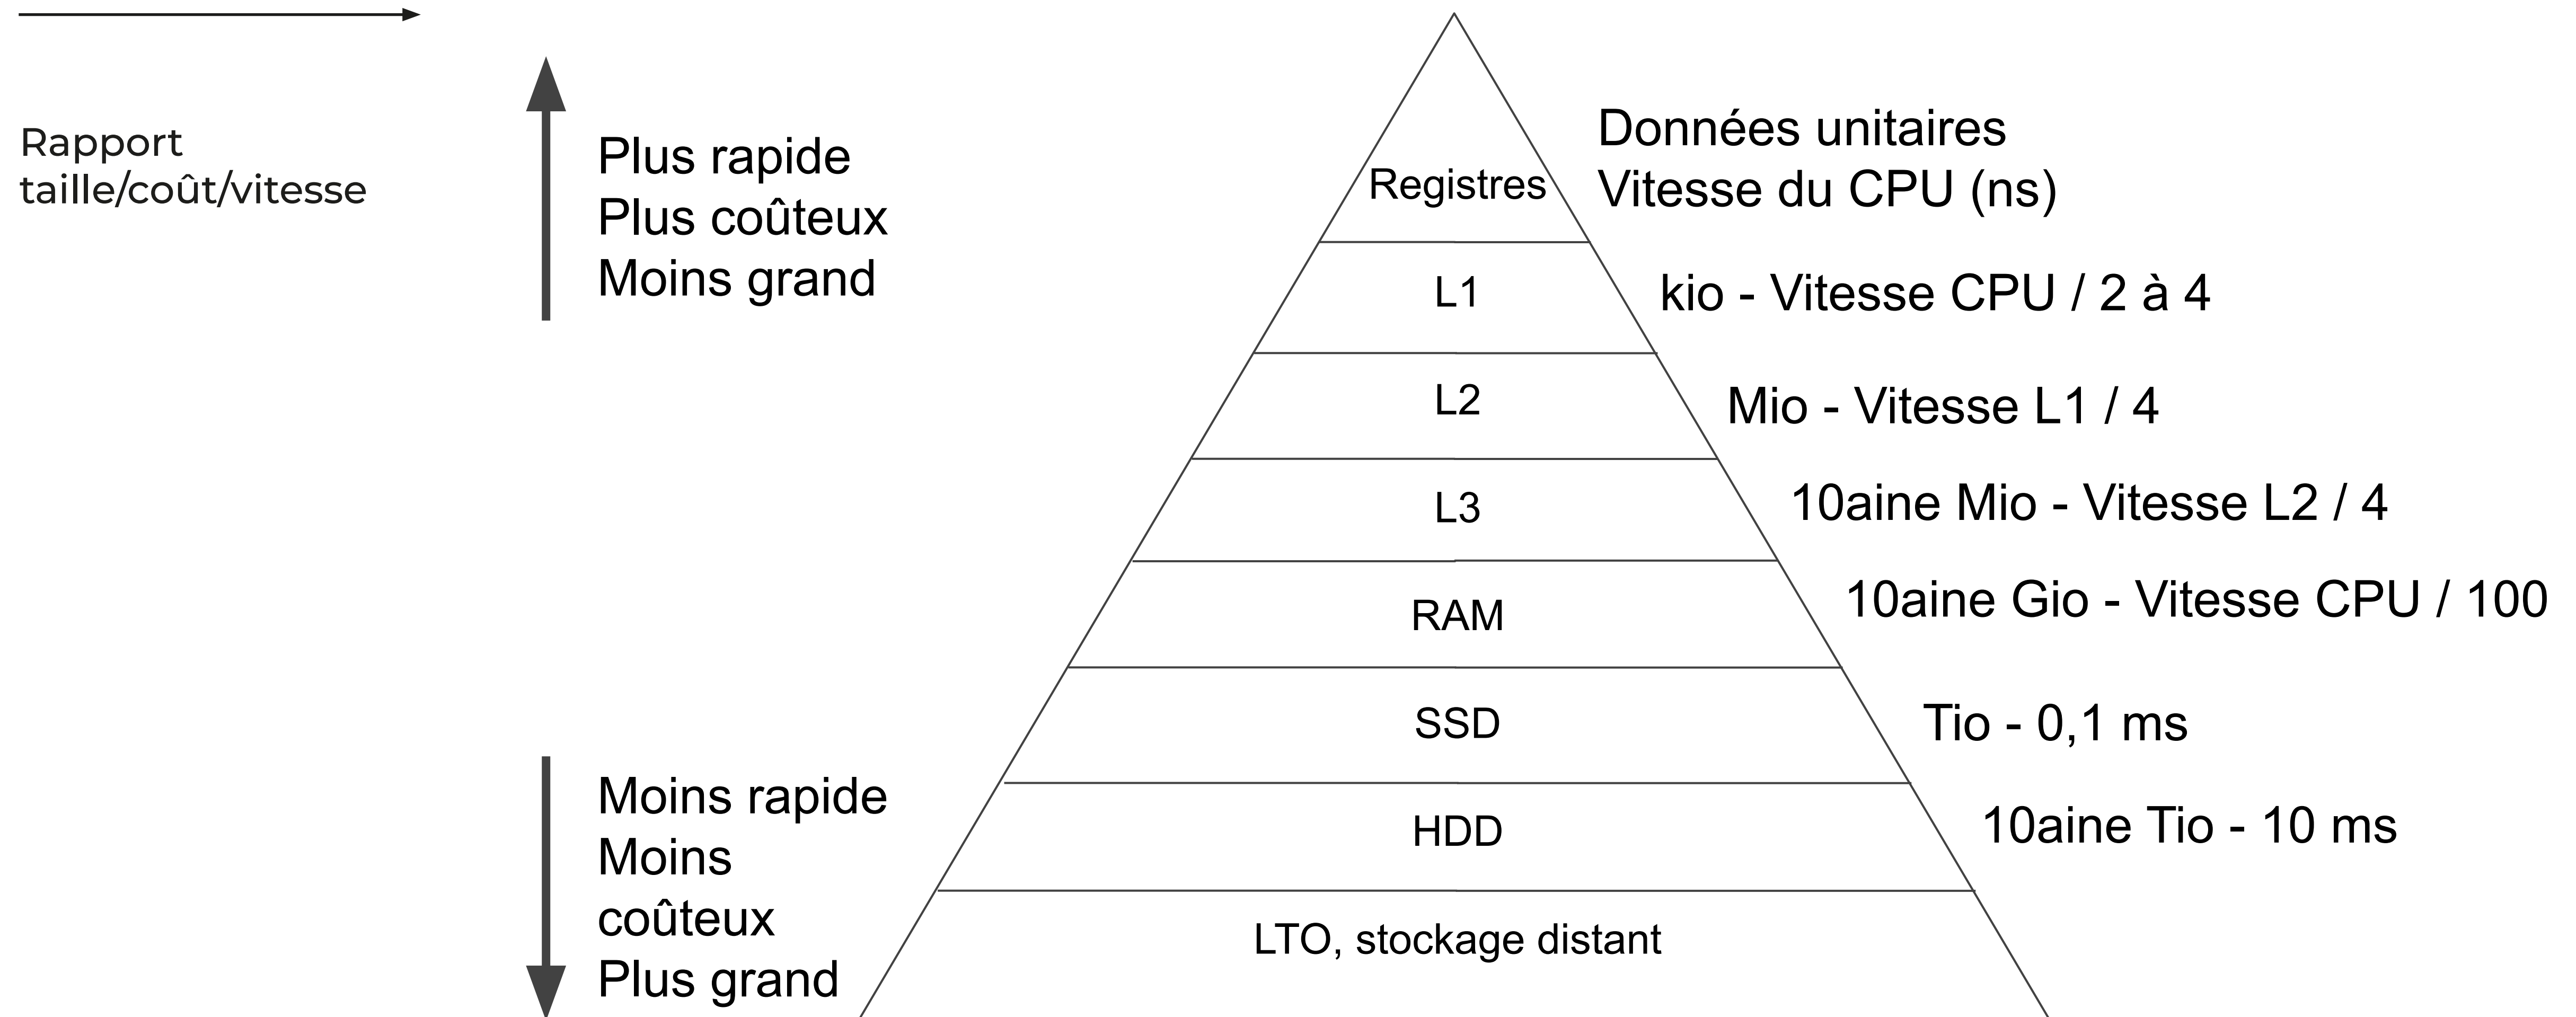 Rapport
taille/coût/vitesse
Plus rapide
Plus coûteux
Moins grand
Moins rapide
Moins
coûteux
Plus grand
Registres
Données unitaires
Vitesse du CPU (ns)
L1
kio - Vitesse CPU / 2 à 4
L2
Mio - Vitesse L1 / 4
L3
10aine Mio - Vitesse L2 / 4
RAM
10aine Gio - Vitesse CPU / 100
SSD
Tio - 0,1 ms
HDD
10aine Tio - 10 ms
LTO, stockage distant